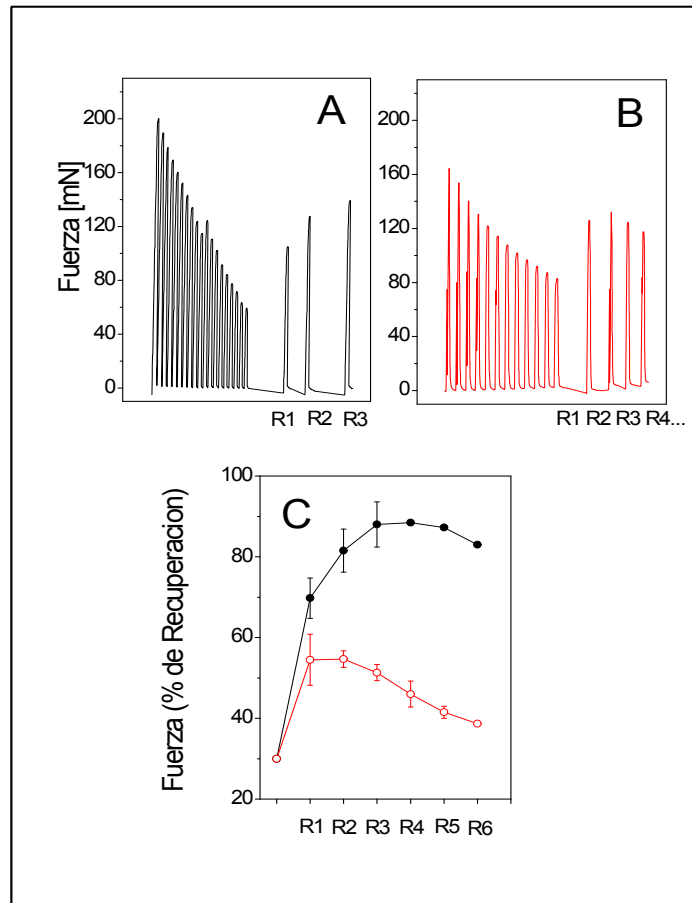 A
B
Fuerza [mN]
200
160
120
80
40
0
R1 R2 R3
200
160
120
80
40
0
R1 R2 R3 R4...
C
Fuerza (% de Recuperacion)
100
80
60
40
20
R1 R2 R3 R4 R5 R6